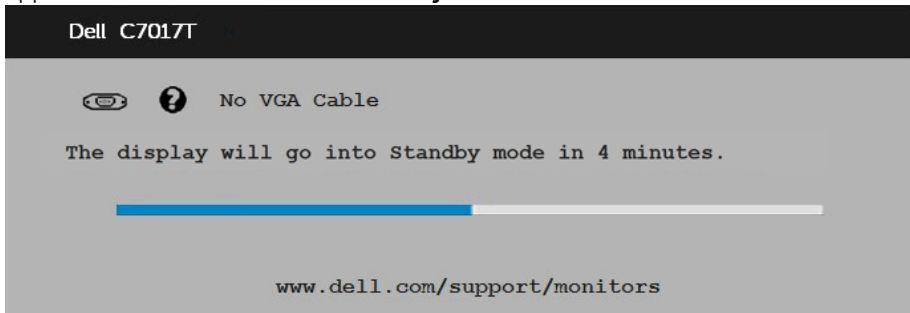 Dell C7017T
No VGA Cable
The display will go into Standby mode in 4 minutes.
www.dell.com/support/monitors